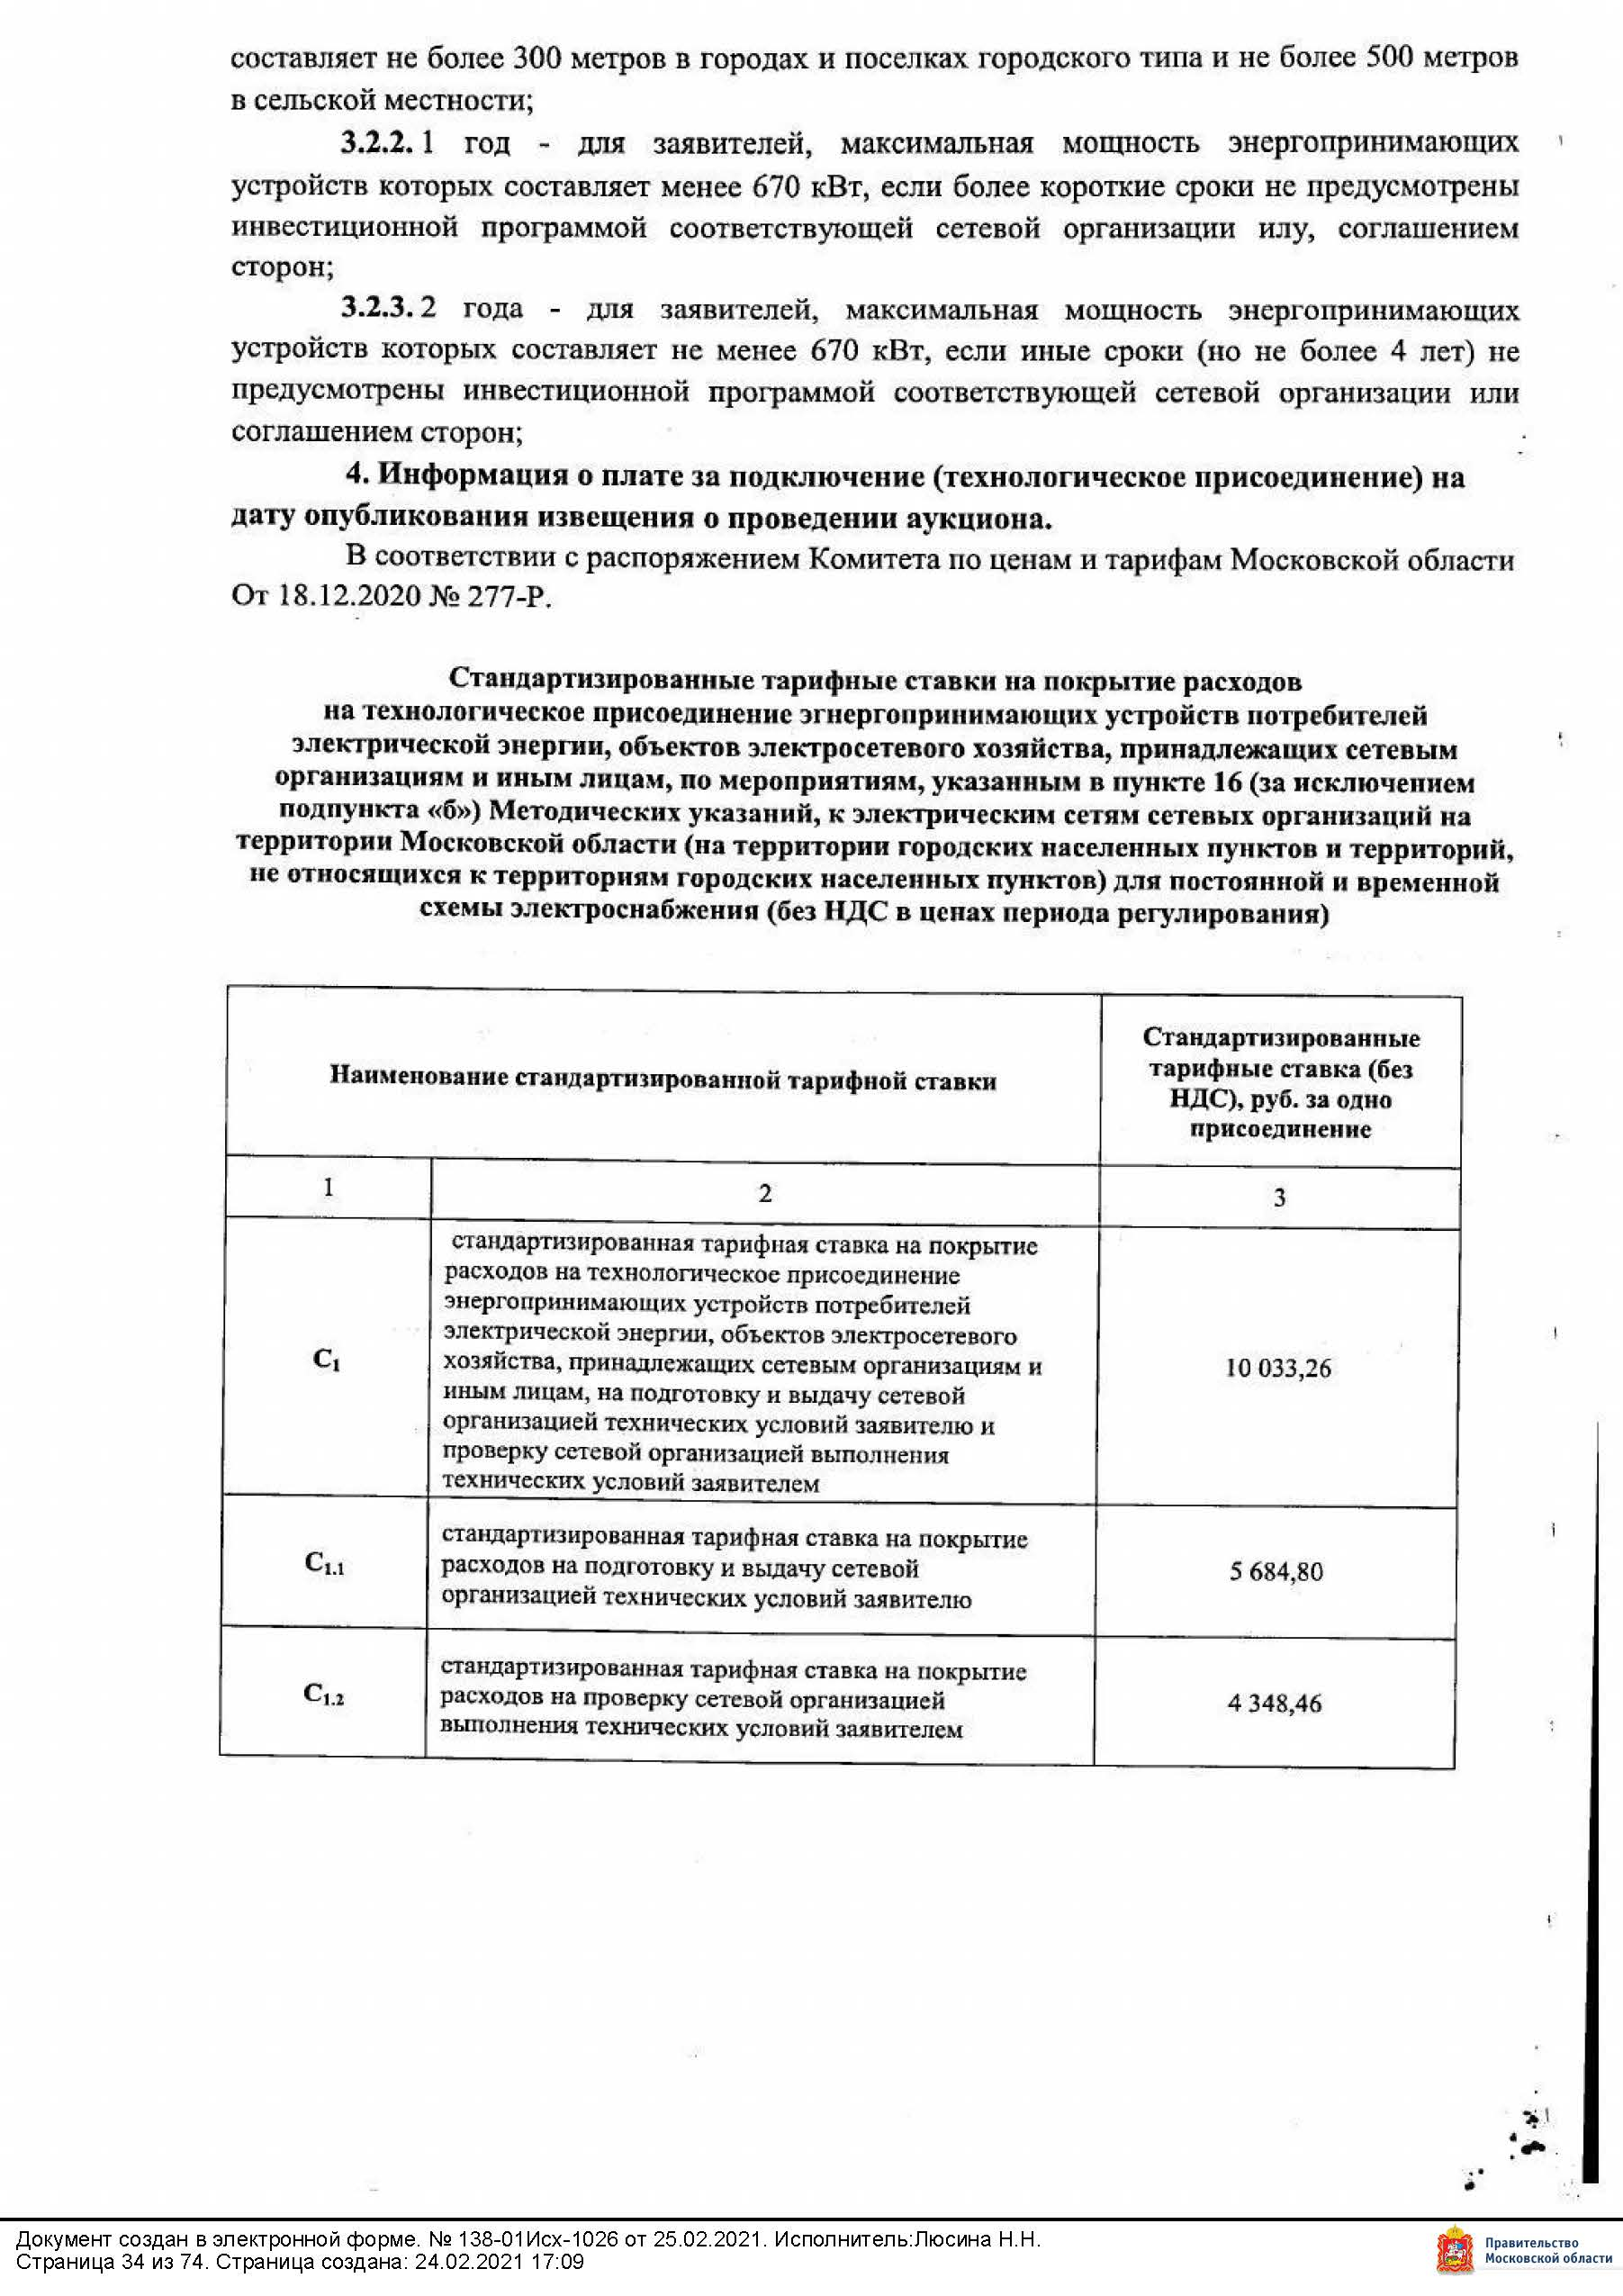 составляет не более 300 метров в городах и поселках городского типа и не более 500 метров
в сельской местности;
3.2.2. 1 год - для заявителей, максимальная мощность энергопринимающих
устройств которых составляет менее 670 кВт, если более короткие сроки не предусмотрены
инвестиционной программой соответствующей сетевой организации илу, соглашением
сторон;
3.2.3. 2 года - для заявителей, максимальная мощность энергопринимающих
устройств которых составляет не менее 670 кВт, если иные сроки (но не более 4 лет) не
предусмотрены инвестиционной программой соответствующей сетевой организации или
соглашением сторон;
4. Информация о плате за подключение (технологическое присоединение) на
дату опубликования извещения о проведении аукциона.
В соответствии с распоряжением Комитета по ценам и тарифам Московской области
От 18.12.2020 № 277-Р.
Стандартизированные тарифные ставки на покрытие расходов
на технологическое присоединение эгнергопринимающих устройств потребителей
электрической энергии, объектов электросетевого хозяйства, принадлежащих сетевым
организациям и иным лицам, по мероприятиям, указанным в пункте 16 (за исключением
подпункта «б») Методических указаний, к электрическим сетям сетевых организаций на
территории Московской области (на территории городских населенных пунктов и территорий,
не относящихся к территориям городских населенных пунктов) для постоянной и временной
схемы электроснабжения (без НДС в ценах периода регулирования)
Наименование стандартизированной тарифной ставки
Стандартизированные
тарифные ставка (без
НДС), руб. за одно
присоединение
1
2
3
С1
стандартизированная тарифная ставка на покрытие
расходов на технологическое присоединение
энергопринимающих устройств потребителей
электрической энергии, объектов электросетевого
хозяйства, принадлежащих сетевым организациям и
иным лицам, на подготовку и выдачу сетевой
организацией технических условий заявителю и
проверку сетевой организацией выполнения
технических условий заявителем
10 033,26
С1.1
стандартизированная тарифная ставка на покрытие
расходов на подготовку и выдачу сетевой
организацией технических условий заявителю
5 684,80
С1.2
стандартизированная тарифная ставка на покрытие
расходов на проверку сетевой организацией
выполнения технических условий заявителем
4 348,46
Документ создан в электронной форме. № 138-01Исх-1026 от 25.02.2021. Исполнитель:Люсина Н.Н.
Страница 34 из 74. Страница создана: 24.02.2021 17:09
Правительство
Московской области